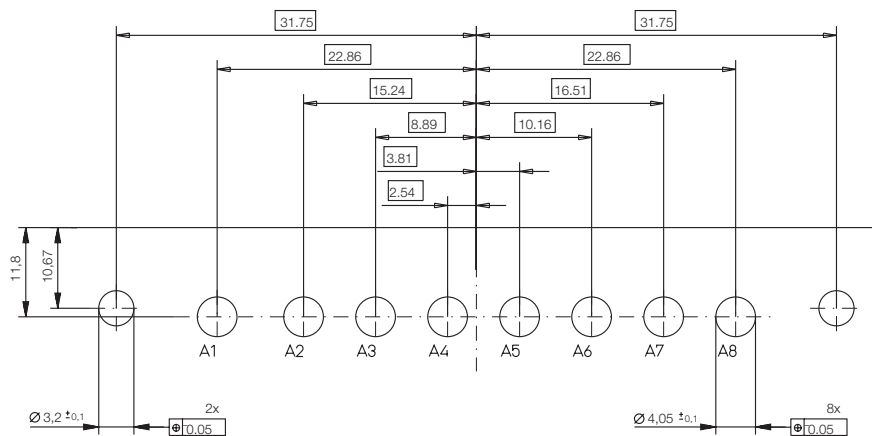 31.75 31.75
22.86 22.86
15.24 16.51
8.89 10.16
3.81
2.54
11,8
10,67
A1 A2 A3 A4 A5 A6 A7 A8
Ø 3,2 ±0,1 2x Ø 4,05 ±0,1 8x
⌖ 0.05 ⌖ 0.05